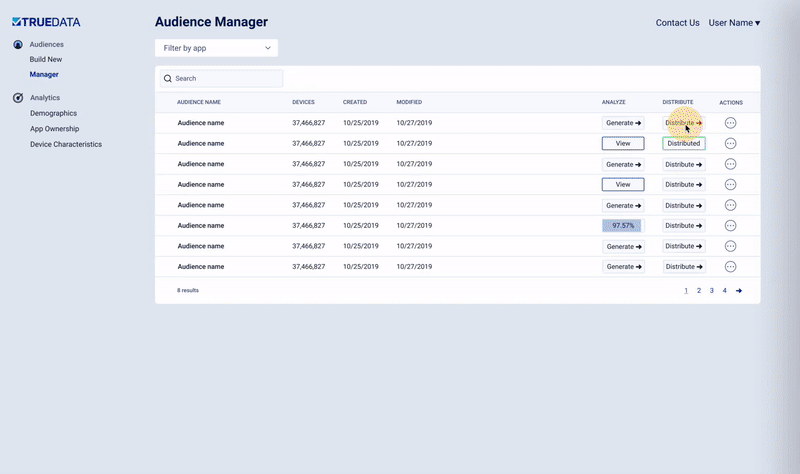 TRUEDATA
Audiences
Build New
Manager
Analytics
Demographics
App Ownership
Device Characteristics
Audience Manager
Contact Us User Name
Filter by app
Search
AUDIENCE NAME DEVICES CREATED MODIFIED ANALYZE DISTRIBUTE ACTIONS
Audience name 37,466,827 10/25/2019 10/27/2019 Generate Distribute
Audience name 37,466,827 10/25/2019 10/27/2019 View Distributed
Audience name 37,466,827 10/25/2019 10/27/2019 Generate Distribute
Audience name 37,466,827 10/25/2019 10/27/2019 View Distribute
Audience name 37,466,827 10/25/2019 10/27/2019 Generate Distribute
Audience name 37,466,827 10/25/2019 10/27/2019 97.57% Distribute
Audience name 37,466,827 10/25/2019 10/27/2019 Generate Distribute
Audience name 37,466,827 10/25/2019 10/27/2019 Generate Distribute
8 results 1 2 3 4